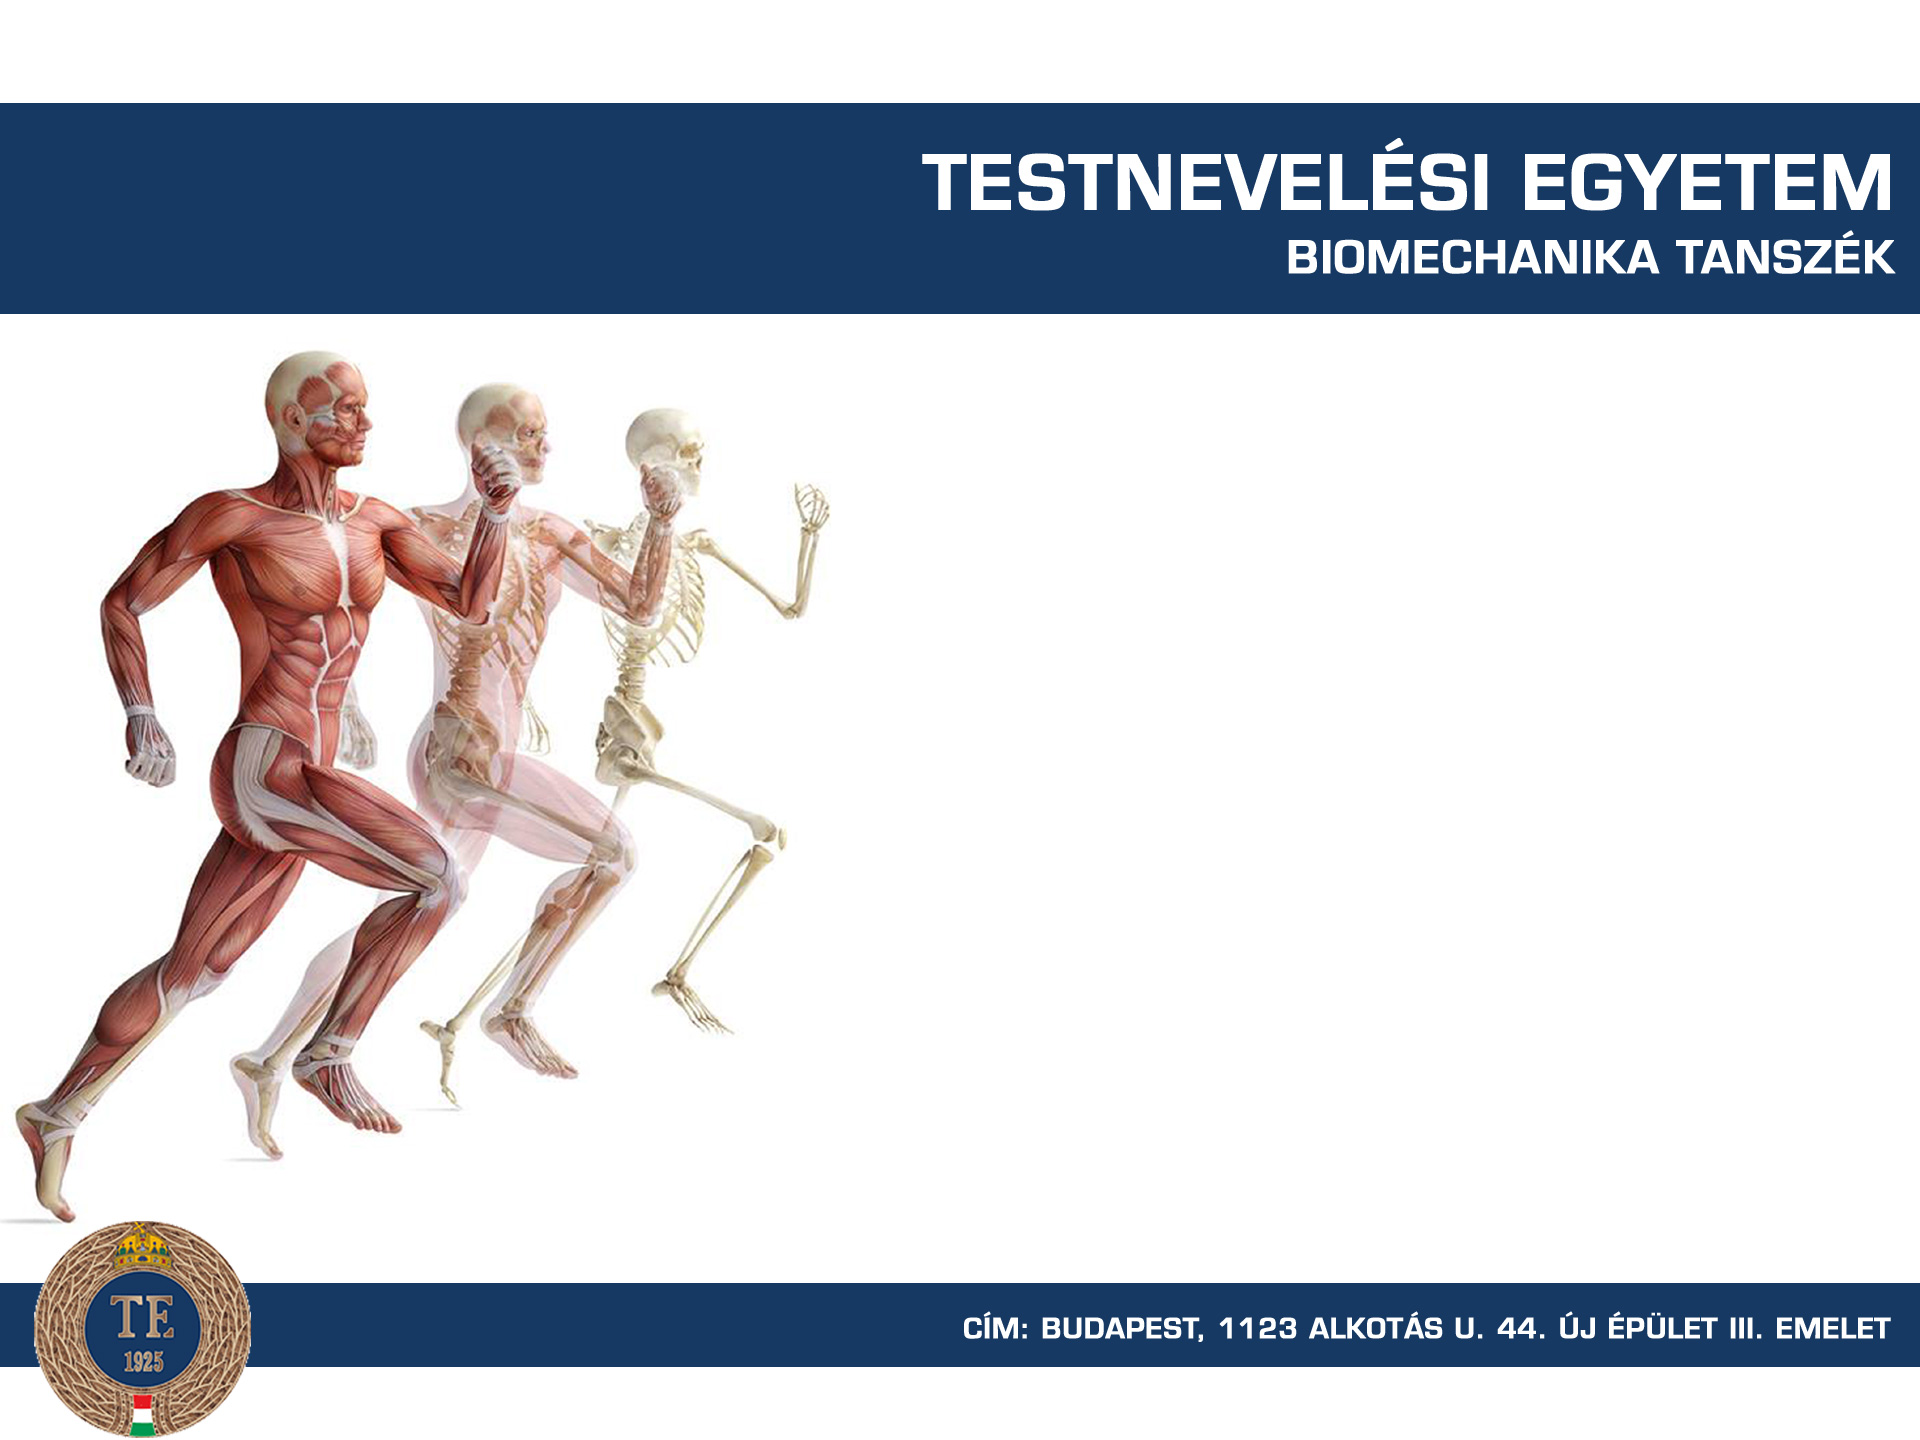 TESTNEVELÉSI EGYETEM
BIOMECHANIKA TANSZÉK
TE
1925
CÍM: BUDAPEST, 1123 ALKOTÁS U. 44. ÚJ ÉPÜLET III. EMELET